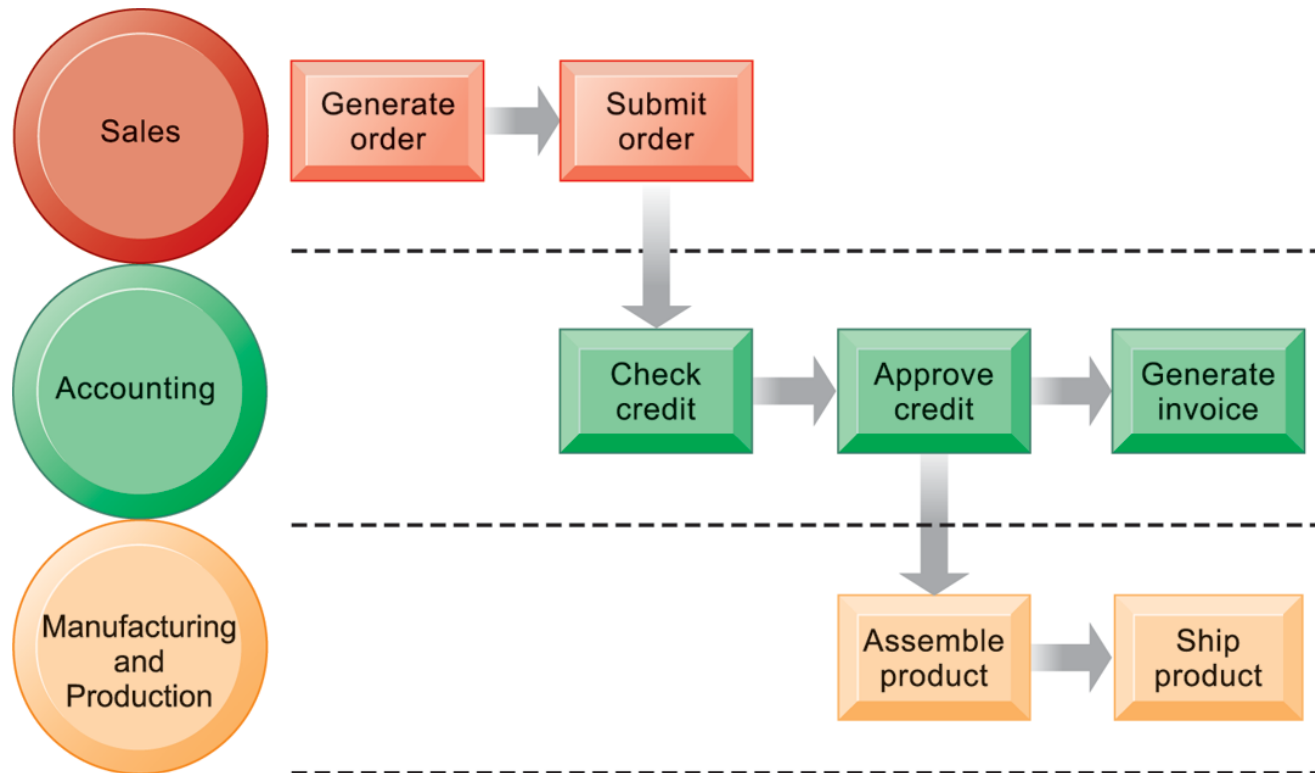 Sales
Generate
order
Submit
order
Accounting
Check
credit
Approve
credit
Generate
invoice
Manufacturing
and
Production
Assemble
product
Ship
product